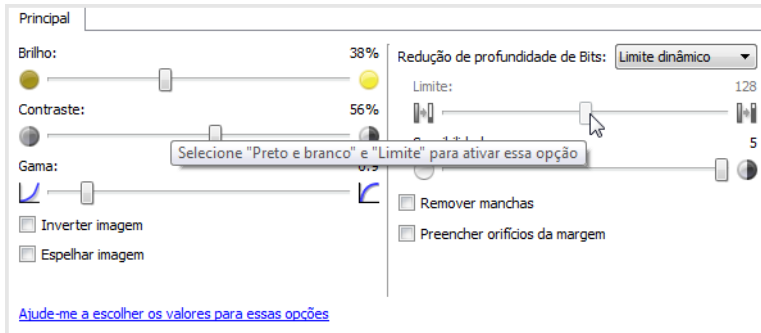 Principal
Brilho:
38%
Contraste:
56%
Selecione "Preto e branco" e "Limite" para ativar essa opção
Gama:
0.9
Inverter imagem
Espelhar imagem
Ajude-me a escolher os valores para essas opções
Redução de profundidade de Bits: Limite dinâmico
Limite:
128
5
Remover manchas
Preencher orifícios da margem